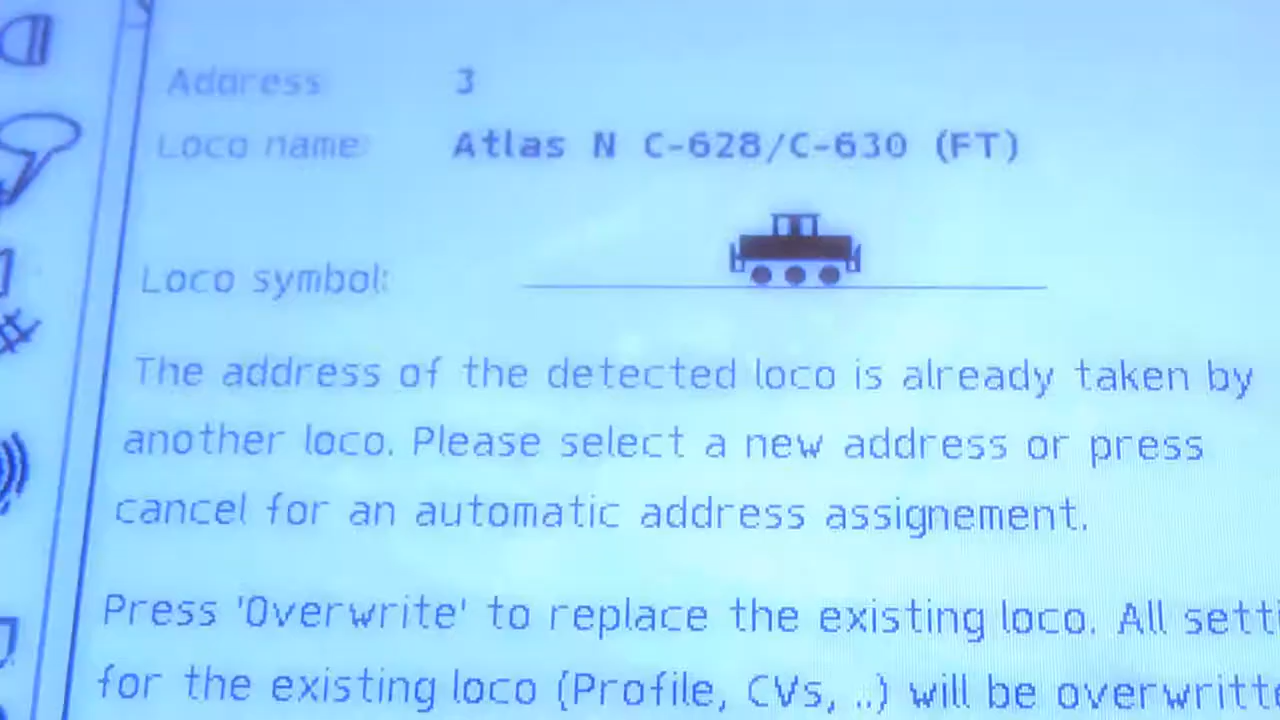 Address 3
Loco name: Atlas N C-628/C-630 (FT)
Loco symbol:
The address of the detected loco is already taken by
another loco. Please select a new address or press
cancel for an automatic address assignement.
Press 'Overwrite' to replace the existing loco. All
for the existing loco (Profile, CVs, ..) will be